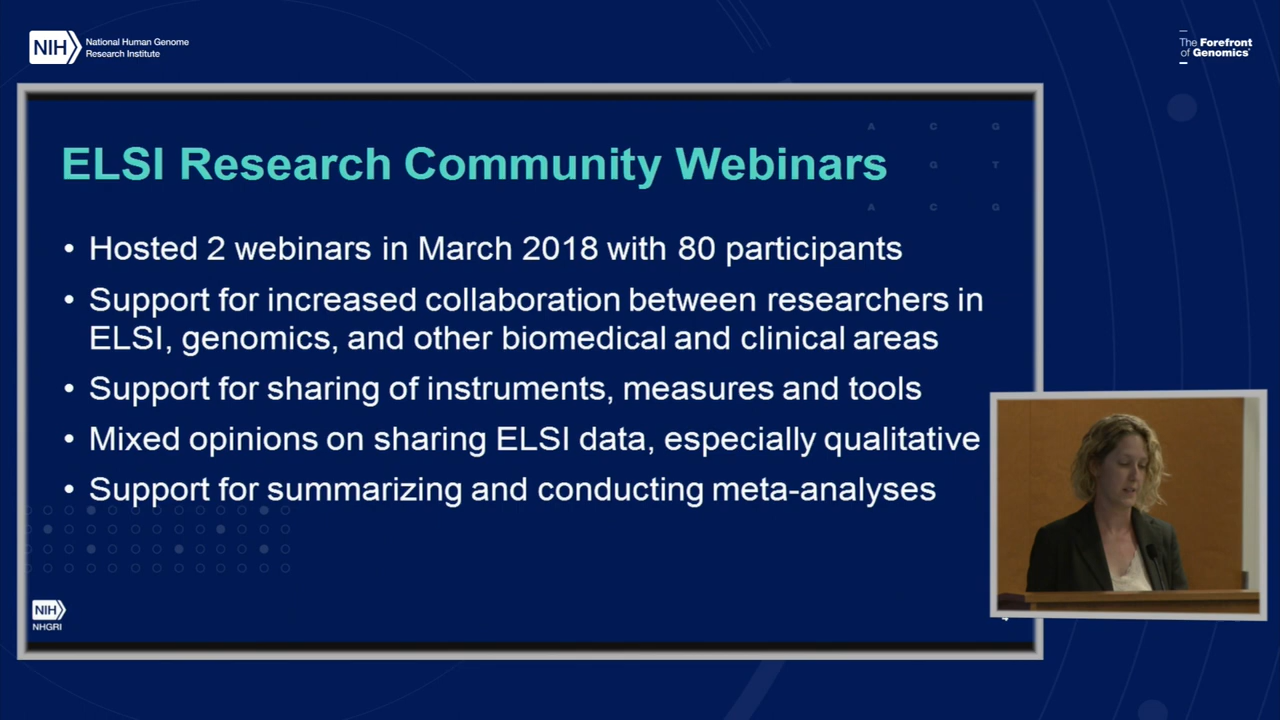 NIH
National Human Genome
Research Institute
The Forefront
of Genomics
ELSI Research Community Webinars
A C G
G T
A C G
• Hosted 2 webinars in March 2018 with 80 participants
• Support for increased collaboration between researchers in
ELSI, genomics, and other biomedical and clinical areas
• Support for sharing of instruments, measures and tools
• Mixed opinions on sharing ELSI data, especially qualitative
• Support for summarizing and conducting meta-analyses
NIH
NHGRI